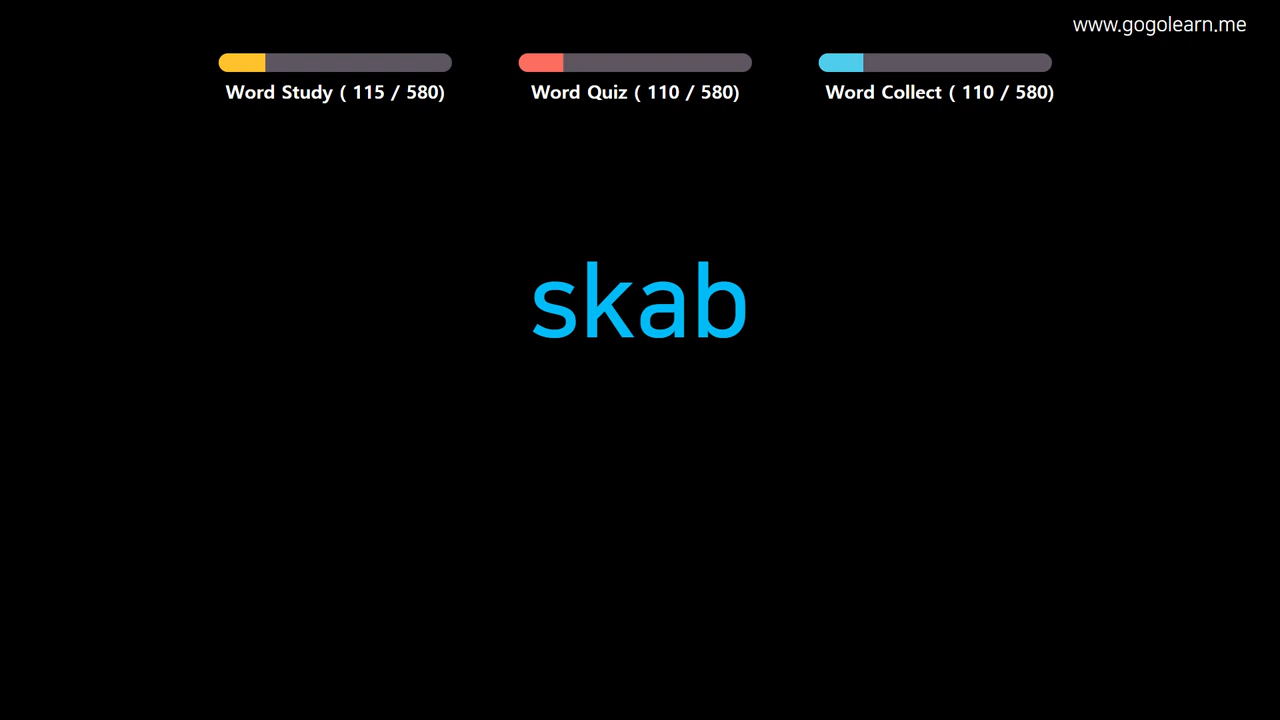 www.gogolearn.me
Word Study ( 115 / 580)
Word Quiz ( 110 / 580)
Word Collect ( 110 / 580)
skab